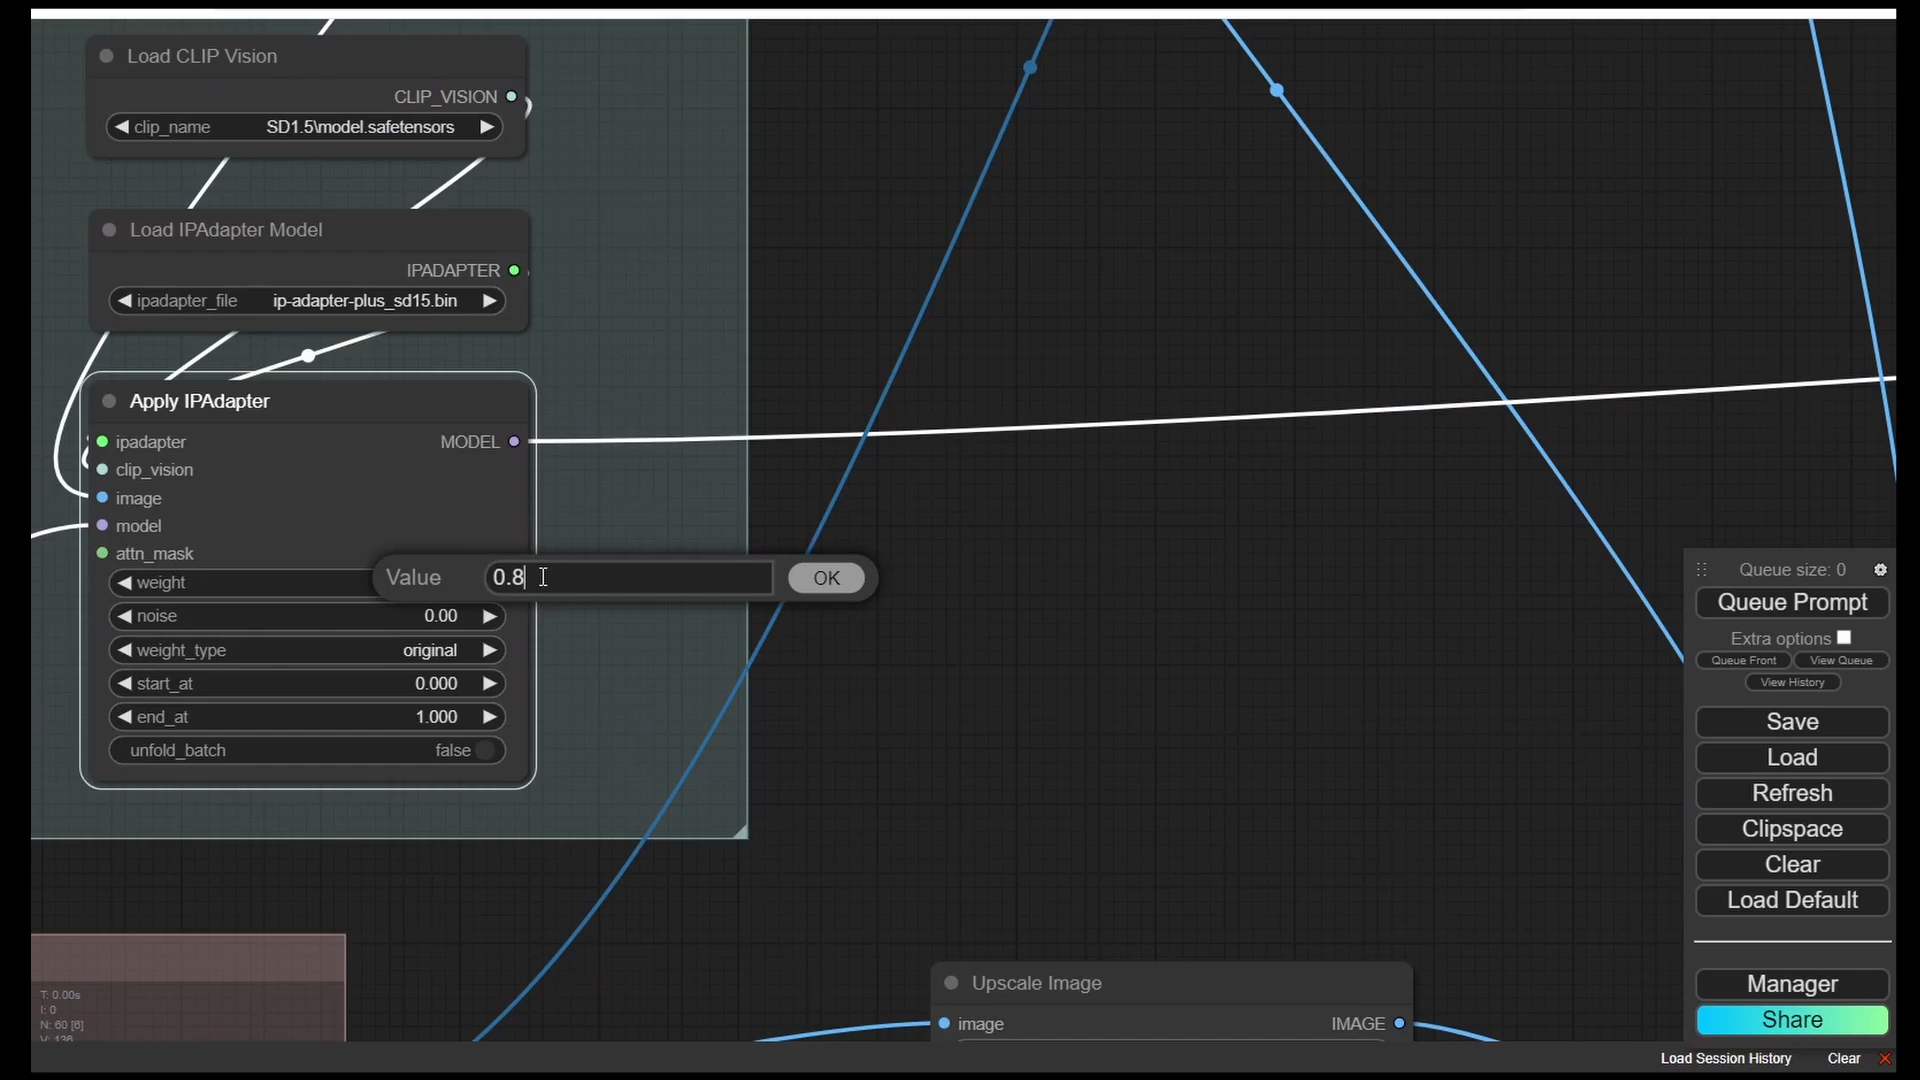 Load CLIP Vision
CLIP_VISION
clip_name SD1.5\model.safetensors
Load IPAdapter Model
IPADAPTER
ipadapter_file ip-adapter-plus_sd15.bin
Apply IPAdapter
ipadapter MODEL
clip_vision
image
model
attn_mask
weight
Value 0.8 OK
noise 0.00
weight_type original
start_at 0.000
end_at 1.000
unfold_batch false
T: 0.00s
I: 0
N: 60 [6]
V: 136
Upscale Image
image IMAGE
Queue size: 0
Queue Prompt
Extra options
Queue Front View Queue
View History
Save
Load
Refresh
Clipspace
Clear
Load Default
Manager
Share
Load Session History Clear